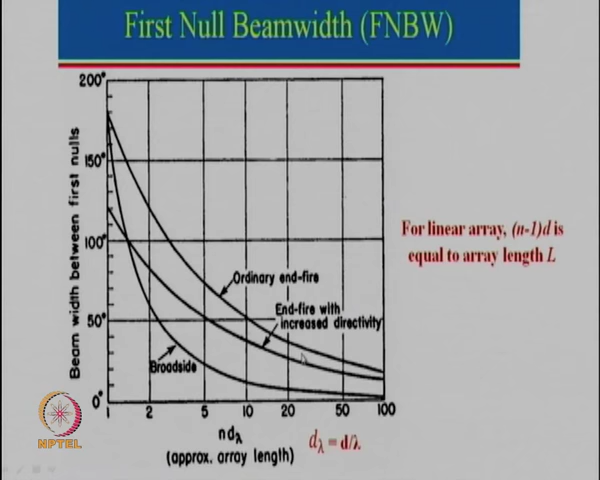 First Null Beamwidth (FNBW)
200°
150°
100°
50°
0°
Beam width between first nulls
Ordinary end-fire
End-fire with
increased directivity
Broadside
1 2 5 10 20 50 100
ndλ
(approx. array length)
dλ = d/λ
For linear array, (n-1)d is
equal to array length L
NPTEL